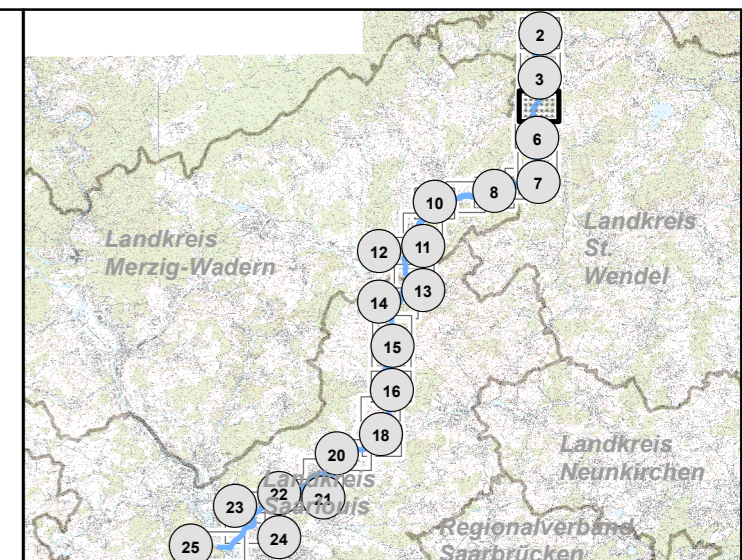 2
3
6
7
8
10
Landkreis
St.
Wendel
Landkreis
Merzig-Wadern
12
11
13
14
15
16
18
Landkreis
Neunkirchen
20
Landkreis
Saarlouis
22
21
23
24
25
Regionalverband
Saarbrücken